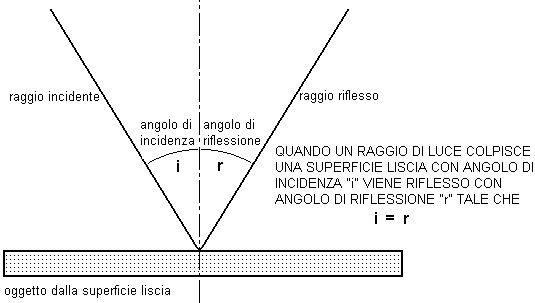 raggio incidente
raggio riflesso
angolo di
incidenza
angolo di
riflessione
i
r
QUANDO UN RAGGIO DI LUCE COLPISCE
UNA SUPERFICIE LISCIA CON ANGOLO DI
INCIDENZA "i" VIENE RIFLESSO CON
ANGOLO DI RIFLESSIONE "r" TALE CHE
i = r
oggetto dalla superficie liscia